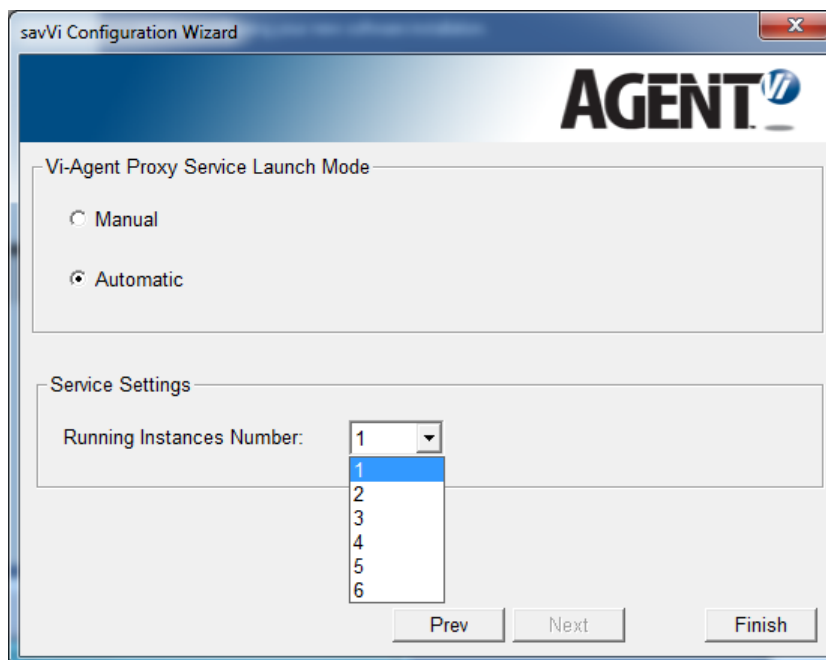 savVi Configuration Wizard
AGENT Vi
Vi-Agent Proxy Service Launch Mode
Manual
Automatic
Service Settings
Running Instances Number: 1
1
2
3
4
5
6
Prev Next Finish